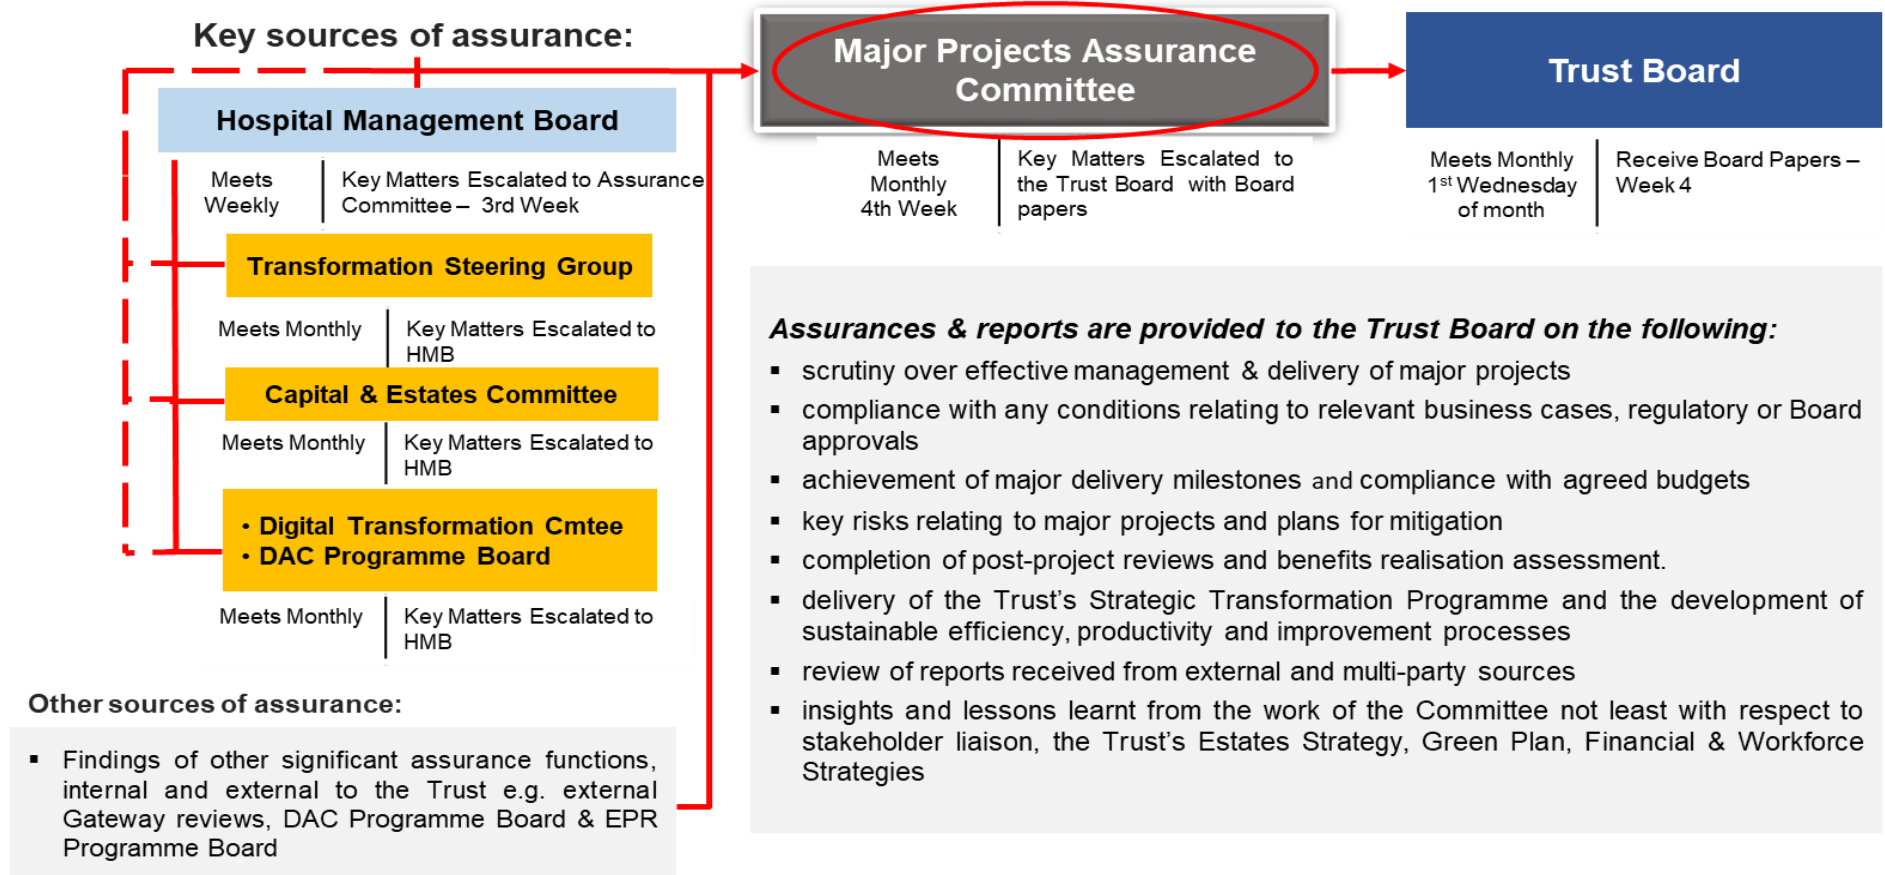 Key sources of assurance:
Hospital Management Board
Meets
Weekly
Key Matters Escalated to Assurance
Committee – 3rd Week
Transformation Steering Group
Meets Monthly
Key Matters Escalated to
HMB
Capital & Estates Committee
Meets Monthly
Key Matters Escalated to
HMB
• Digital Transformation Cmtee
• DAC Programme Board
Meets Monthly
Key Matters Escalated to
HMB
Other sources of assurance:
▪ Findings of other significant assurance functions,
internal and external to the Trust e.g. external
Gateway reviews, DAC Programme Board & EPR
Programme Board
Major Projects Assurance
Committee
Meets
Monthly
4th Week
Key Matters Escalated to
the Trust Board with Board
papers
Trust Board
Meets Monthly
1st Wednesday
of month
Receive Board Papers –
Week 4
Assurances & reports are provided to the Trust Board on the following:
▪ scrutiny over effective management & delivery of major projects
▪ compliance with any conditions relating to relevant business cases, regulatory or Board
approvals
▪ achievement of major delivery milestones and compliance with agreed budgets
▪ key risks relating to major projects and plans for mitigation
▪ completion of post-project reviews and benefits realisation assessment.
▪ delivery of the Trust’s Strategic Transformation Programme and the development of
sustainable efficiency, productivity and improvement processes
▪ review of reports received from external and multi-party sources
▪ insights and lessons learnt from the work of the Committee not least with respect to
stakeholder liaison, the Trust’s Estates Strategy, Green Plan, Financial & Workforce
Strategies